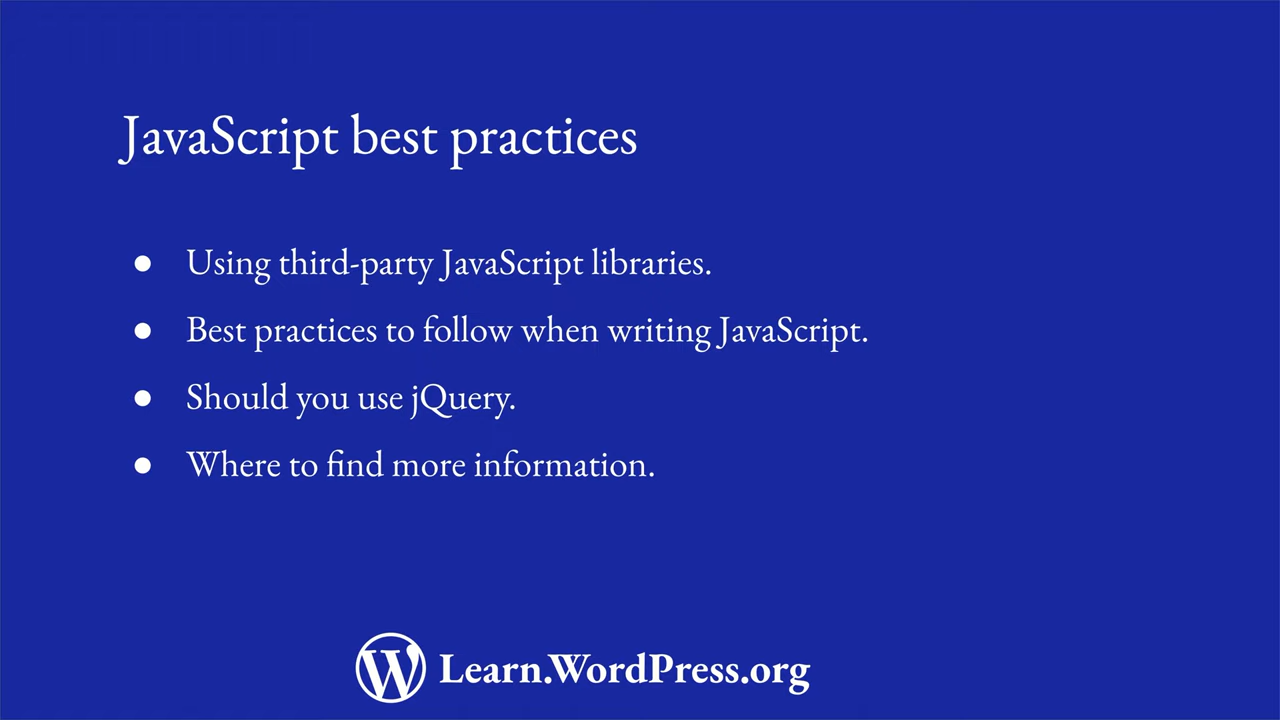 JavaScript best practices
● Using third-party JavaScript libraries.
● Best practices to follow when writing JavaScript.
● Should you use jQuery.
● Where to find more information.
Learn.WordPress.org